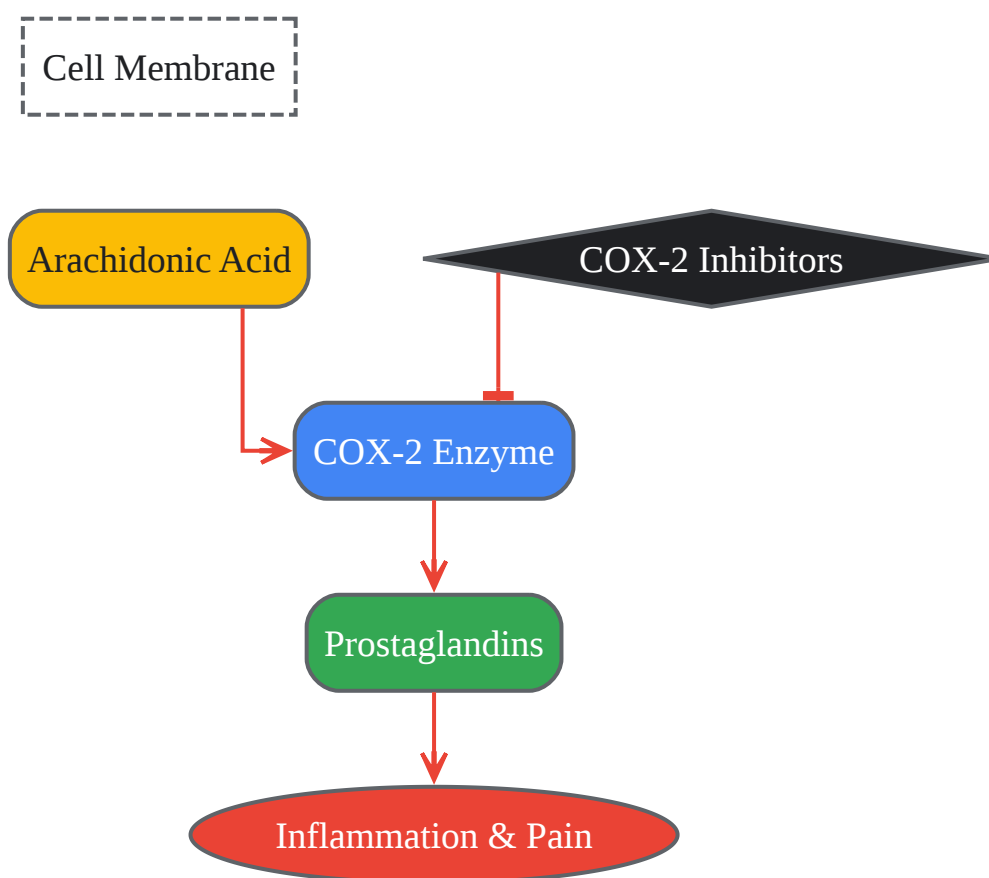 Cell Membrane
Arachidonic Acid
COX-2 Inhibitors
COX-2 Enzyme
Prostaglandins
Inflammation & Pain